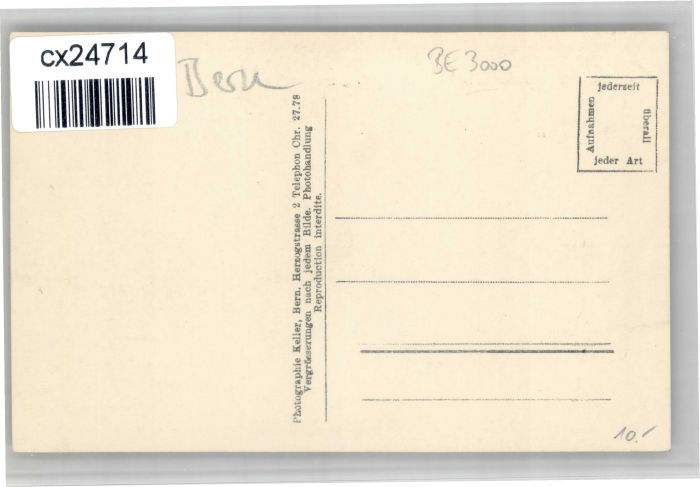 cx24714
Bern
BE 3000
jederzeit
Aufnahmen
überall
jeder Art
Photographie Keller, Bern. Herzogstrasse 2 Telephon Chr. 27.78
Vergrösserungen nach jedem Bilde. Photohandlung
Reproduction interdite.
10.-